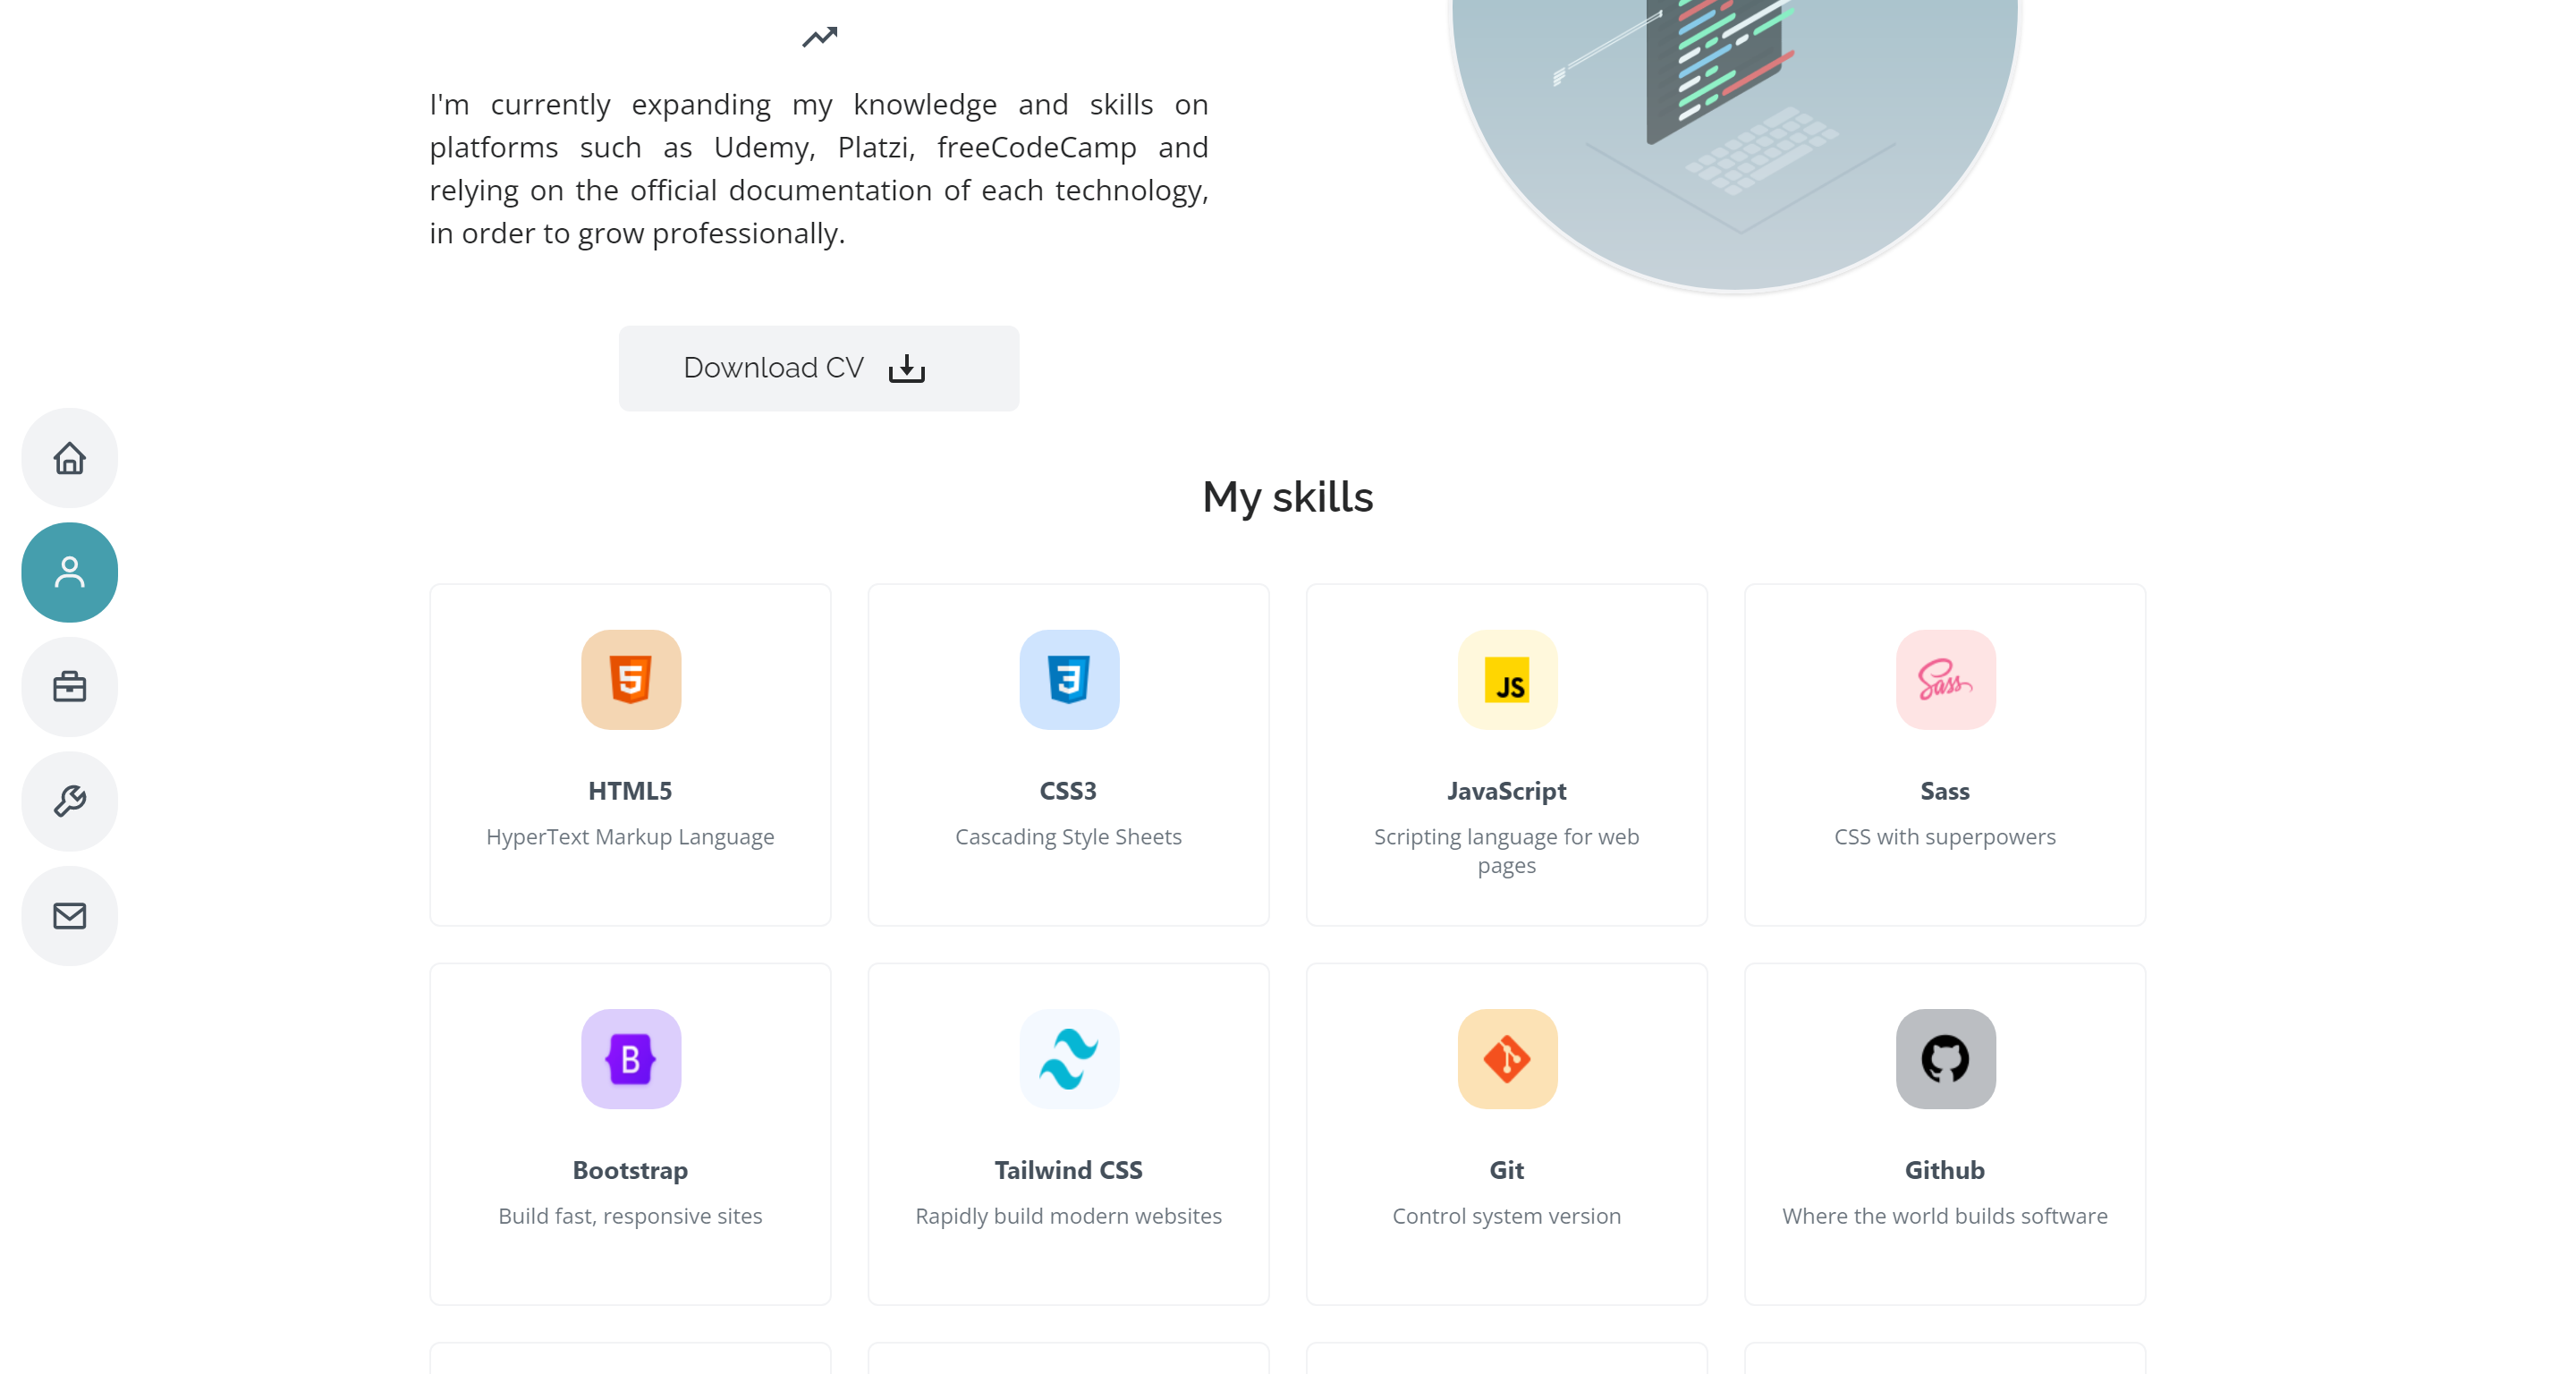 I'm currently expanding my knowledge and skills on
platforms such as Udemy, Platzi, freeCodeCamp and
relying on the official documentation of each technology,
in order to grow professionally.
Download CV
My skills
5
3
JS
Sass
HTML5
CSS3
JavaScript
Sass
HyperText Markup Language
Cascading Style Sheets
Scripting language for web
pages
CSS with superpowers
B
Bootstrap
Tailwind CSS
Git
Github
Build fast, responsive sites
Rapidly build modern websites
Control system version
Where the world builds software